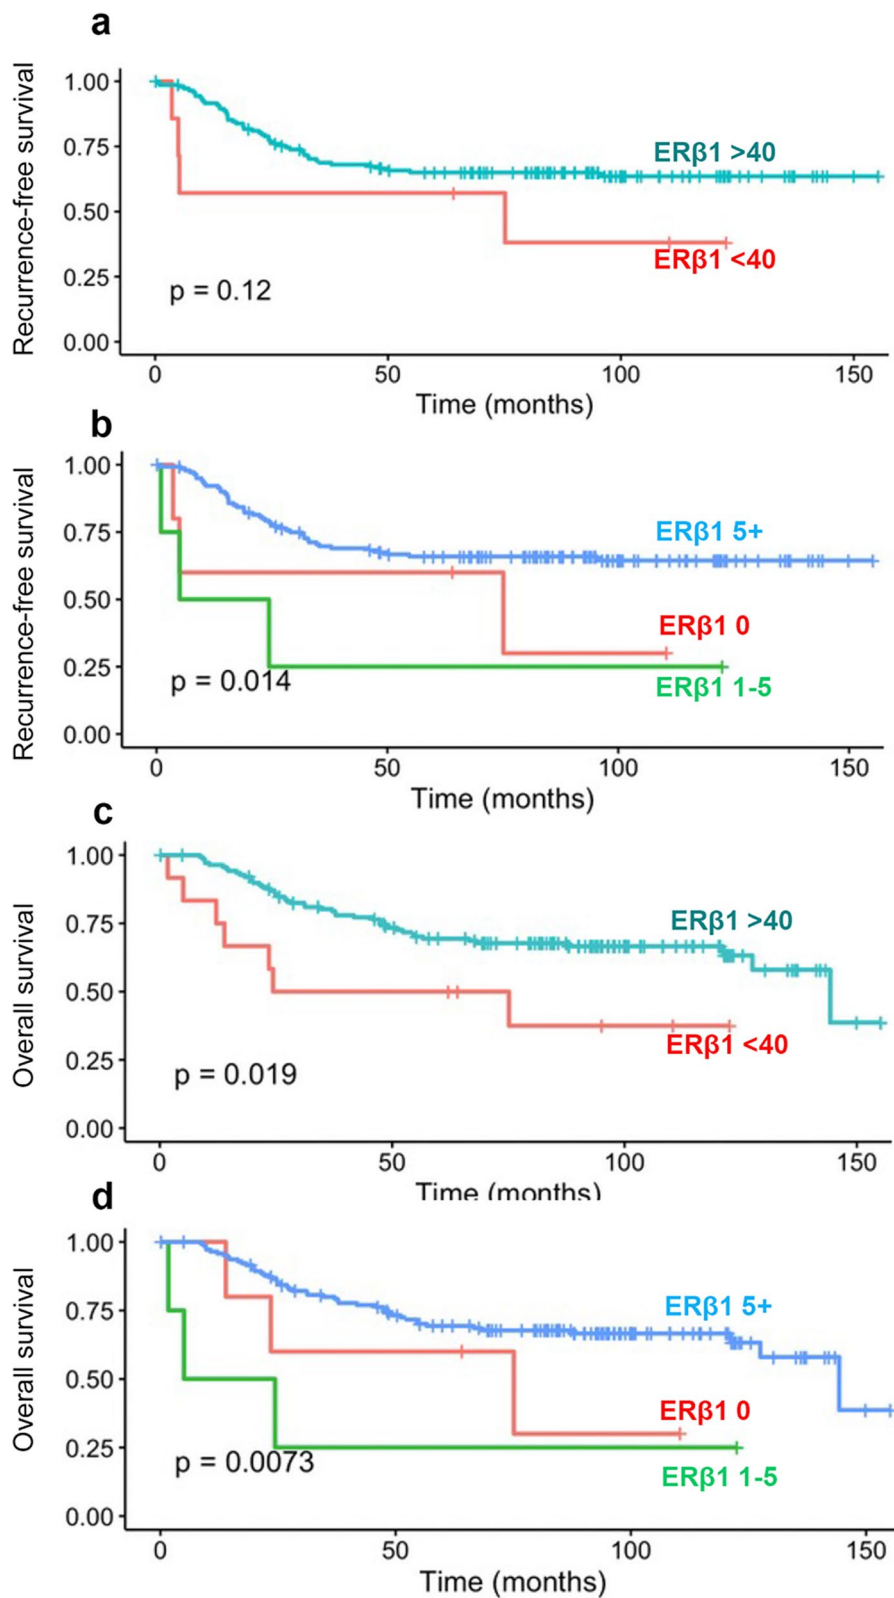 a
Recurrence-free survival
1.00
0.75
0.50
0.25
0.00
ERβ1 >40
ERβ1 <40
p = 0.12
0 50 100 150
Time (months)
b
Recurrence-free survival
1.00
0.75
0.50
0.25
0.00
ERβ1 5+
ERβ1 0
ERβ1 1-5
p = 0.014
0 50 100 150
Time (months)
c
Overall survival
1.00
0.75
0.50
0.25
0.00
ERβ1 >40
ERβ1 <40
p = 0.019
0 50 100 150
Time (months)
d
Overall survival
1.00
0.75
0.50
0.25
0.00
ERβ1 5+
ERβ1 0
ERβ1 1-5
p = 0.0073
0 50 100 150
Time (months)